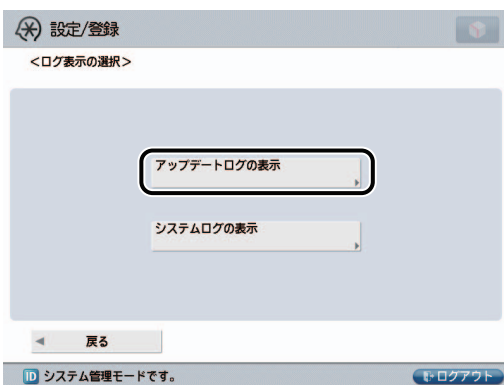 設定/登録
<ログ表示の選択>
アップデートログの表示
システムログの表示
戻る
ID システム管理モードです。
ログアウト